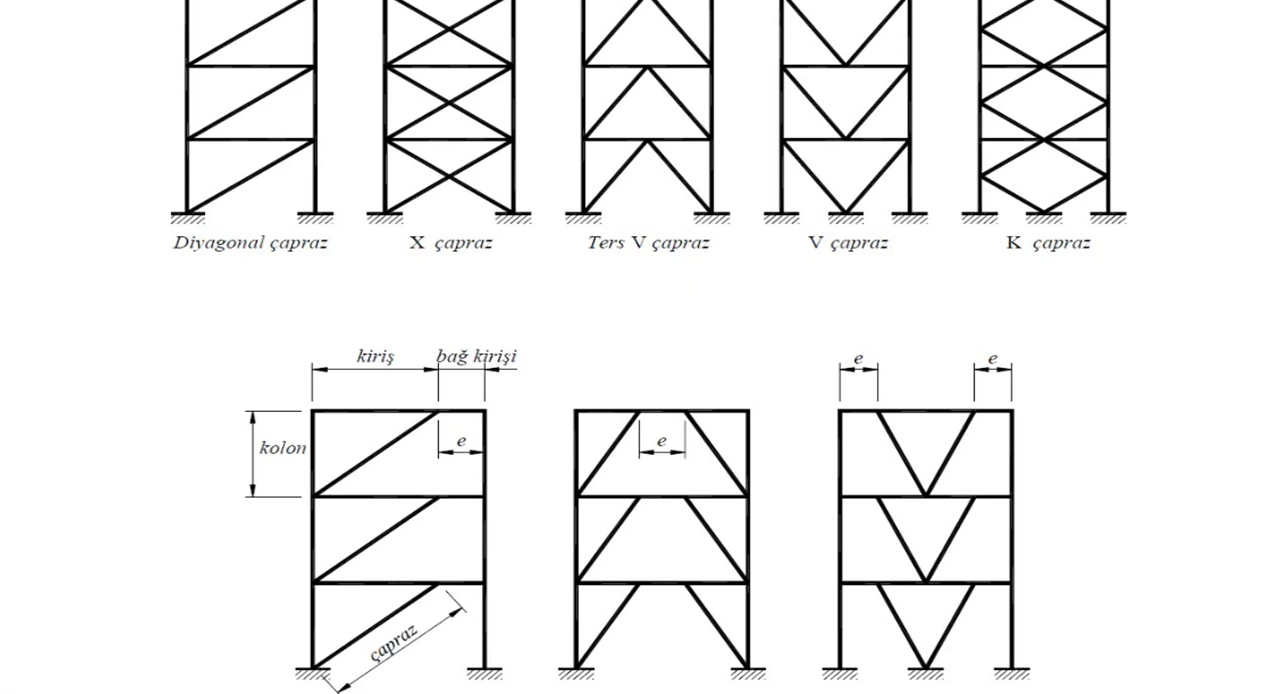 Diyagonal çapraz
X çapraz
Ters V çapraz
V çapraz
K çapraz
kiriş
bağ kirişi
e
e
kolon
e
e
çapraz